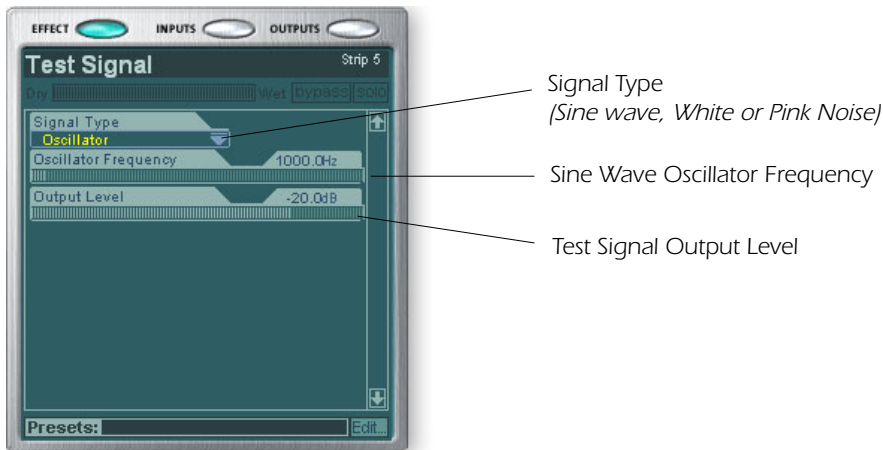 EFFECT INPUTS OUTPUTS
Test Signal Strip 5
Dry Wet bypass solo
Signal Type
Oscillator
Oscillator Frequency 1000.0Hz
Output Level -20.0dB
Presets: Edit...
Signal Type
(Sine wave, White or Pink Noise)
Sine Wave Oscillator Frequency
Test Signal Output Level